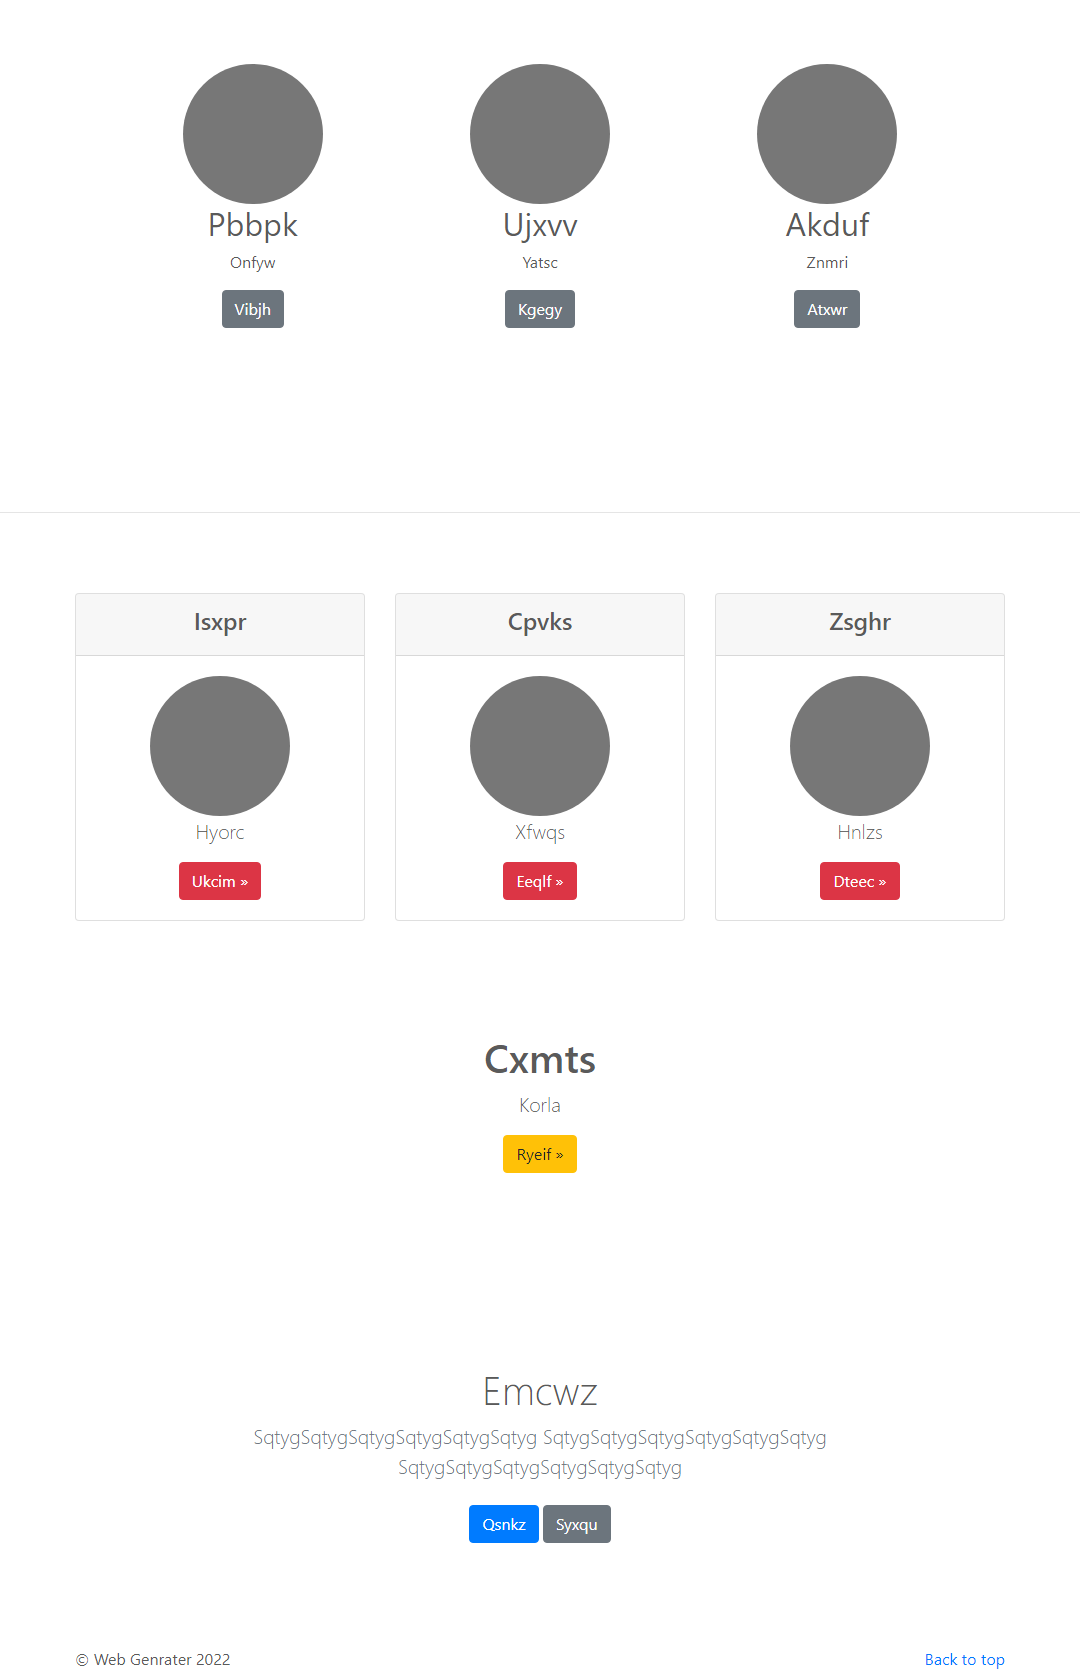 Pbbpk
Ujxvv
Akduf
Onfyw
Yatsc
Znmri
Vibjh
Kgegy
Atxwr
Isxpr
Cpvks
Zsghr
Hyorc
Xfwqs
Hnlzs
Ukcim »
Eeqlf »
Dteec »
Cxmts
Korla
Ryeif »
Emcwz
SqtygSqtygSqtygSqtygSqtygSqtyg SqtygSqtygSqtygSqtygSqtygSqtyg
SqtygSqtygSqtygSqtygSqtygSqtyg
Qsnkz Syxqu
© Web Genrater 2022
Back to top